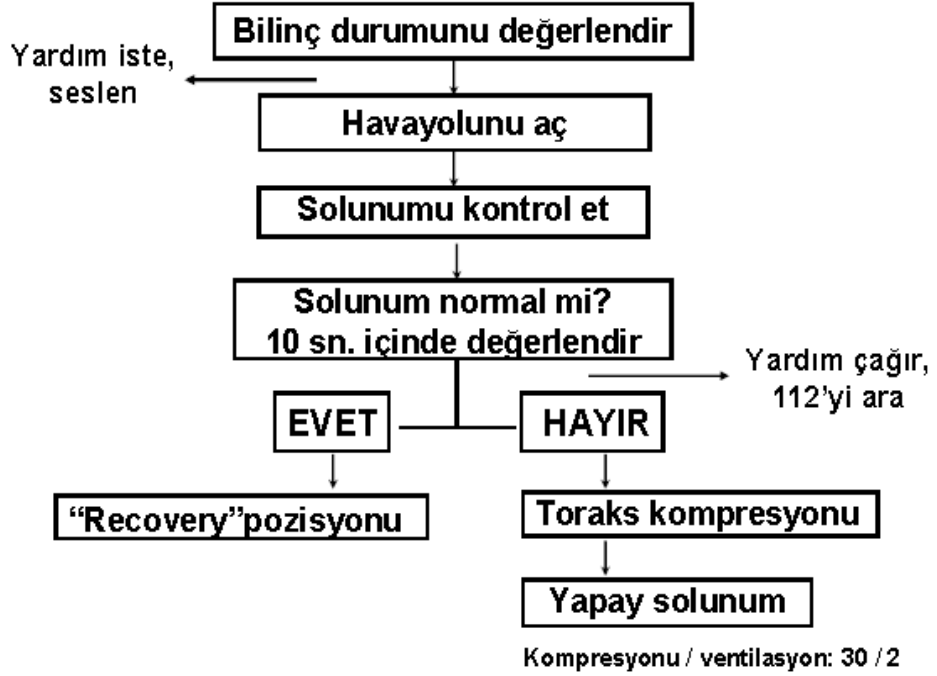 Bilinç durumunu değerlendir
Yardım iste,
seslen
Havayolunu aç
Solunumu kontrol et
Solunum normal mi?
10 sn. içinde değerlendir
Yardım çağır,
112'yi ara
EVET
HAYIR
“Recovery”pozisyonu
Toraks kompresyonu
Yapay solunum
Kompresyonu / ventilasyon: 30 / 2